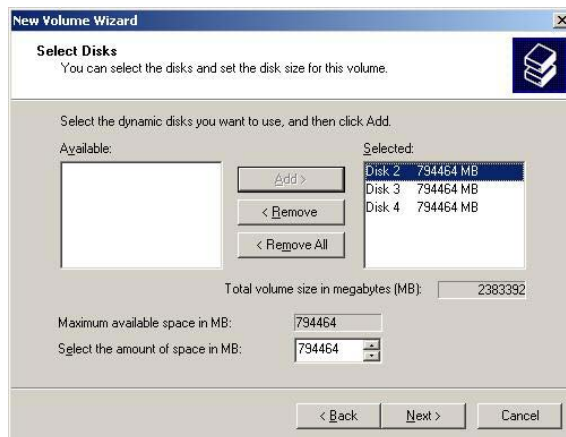 New Volume Wizard
Select Disks
You can select the disks and set the disk size for this volume.
Select the dynamic disks you want to use, and then click Add.
Available:
Selected:
Add >
Disk 2 794464 MB
Disk 3 794464 MB
Disk 4 794464 MB
< Remove
< Remove All
Total volume size in megabytes (MB): 2383392
Maximum available space in MB: 794464
Select the amount of space in MB: 794464
< Back Next > Cancel